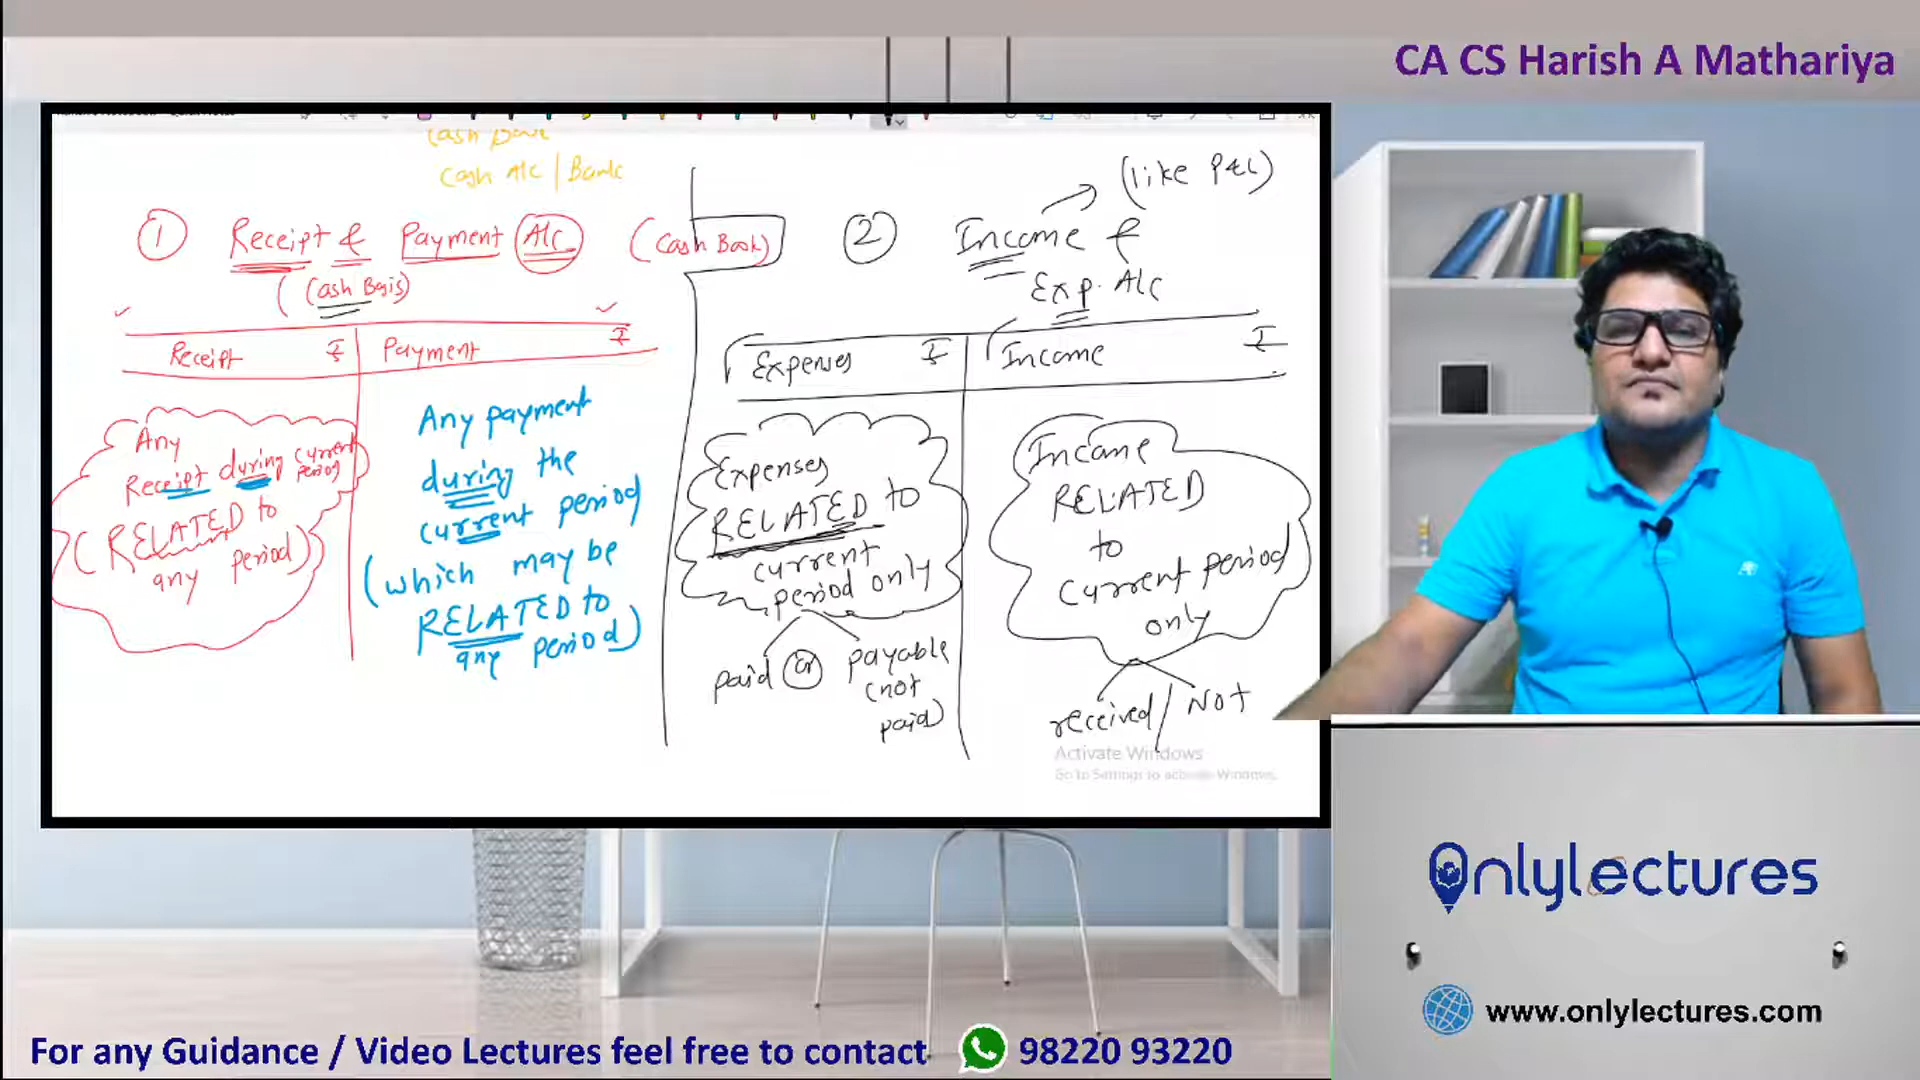 CA CS Harish A Mathariya
Cash Bank
Cash A/c | Bank
(like P&L)
① Receipt & Payment A/c (Cash Book)
(Cash Basis)
② Income &
Exp. A/c
Receipt ₹ Payment ₹
Expenses ₹ Income ₹
Any
Receipt during current
period
(RELATED to
any period)
Any payment
during the
current period
(which may be
RELATED to
any period)
Expenses
RELATED to
current
period only
paid or payable
(not
paid)
Income
RELATED
to
Current period
only
received / Not
Activate Windows
Go to Settings to activate Windows.
Onlylectures
www.onlylectures.com
For any Guidance / Video Lectures feel free to contact 98220 93220